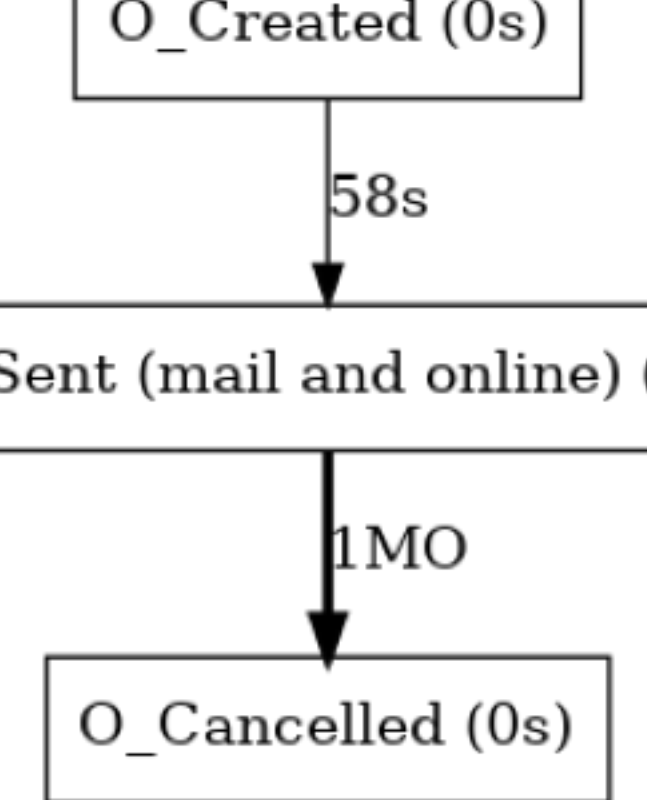 O_Created (0s)
58s
Sent (mail and online) (
1MO
O_Cancelled (0s)